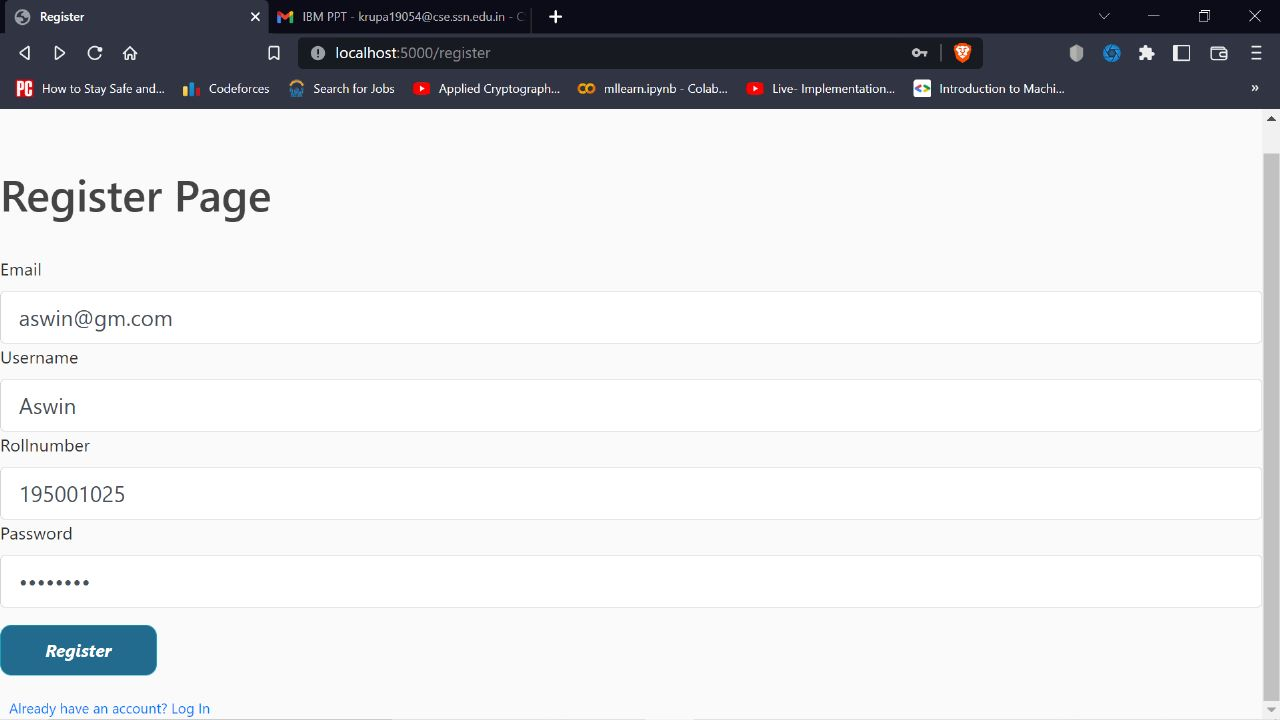 Register
IBM PPT - krupa19054@cse.ssn.edu.in - C
localhost:5000/register
PC How to Stay Safe and...
Codeforces
Search for Jobs
Applied Cryptograph...
mllearn.ipynb - Colab...
Live- Implementation...
Introduction to Machi...
Register Page
Email
aswin@gm.com
Username
Aswin
Rollnumber
195001025
Password
••••••••
Register
Already have an account? Log In